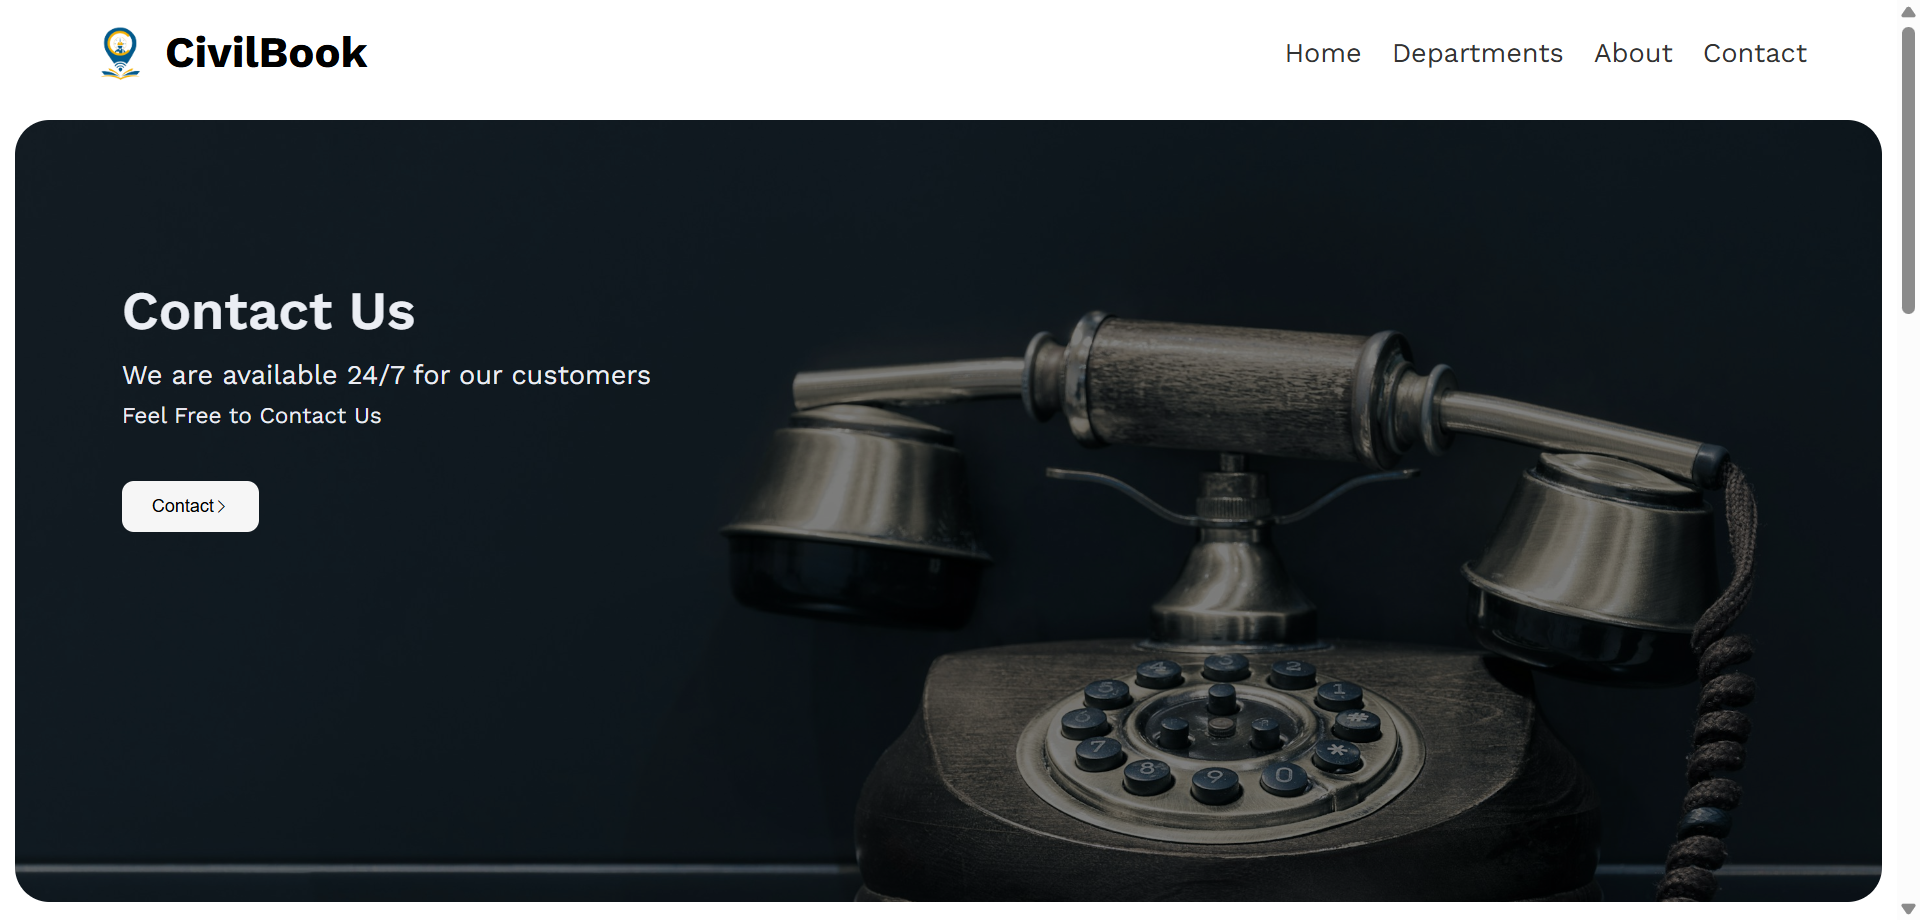 CivilBook
Home Departments About Contact
Contact Us
We are available 24/7 for our customers
Feel Free to Contact Us
Contact
4 3 2
5 1
6 #
7 *
8 9 0